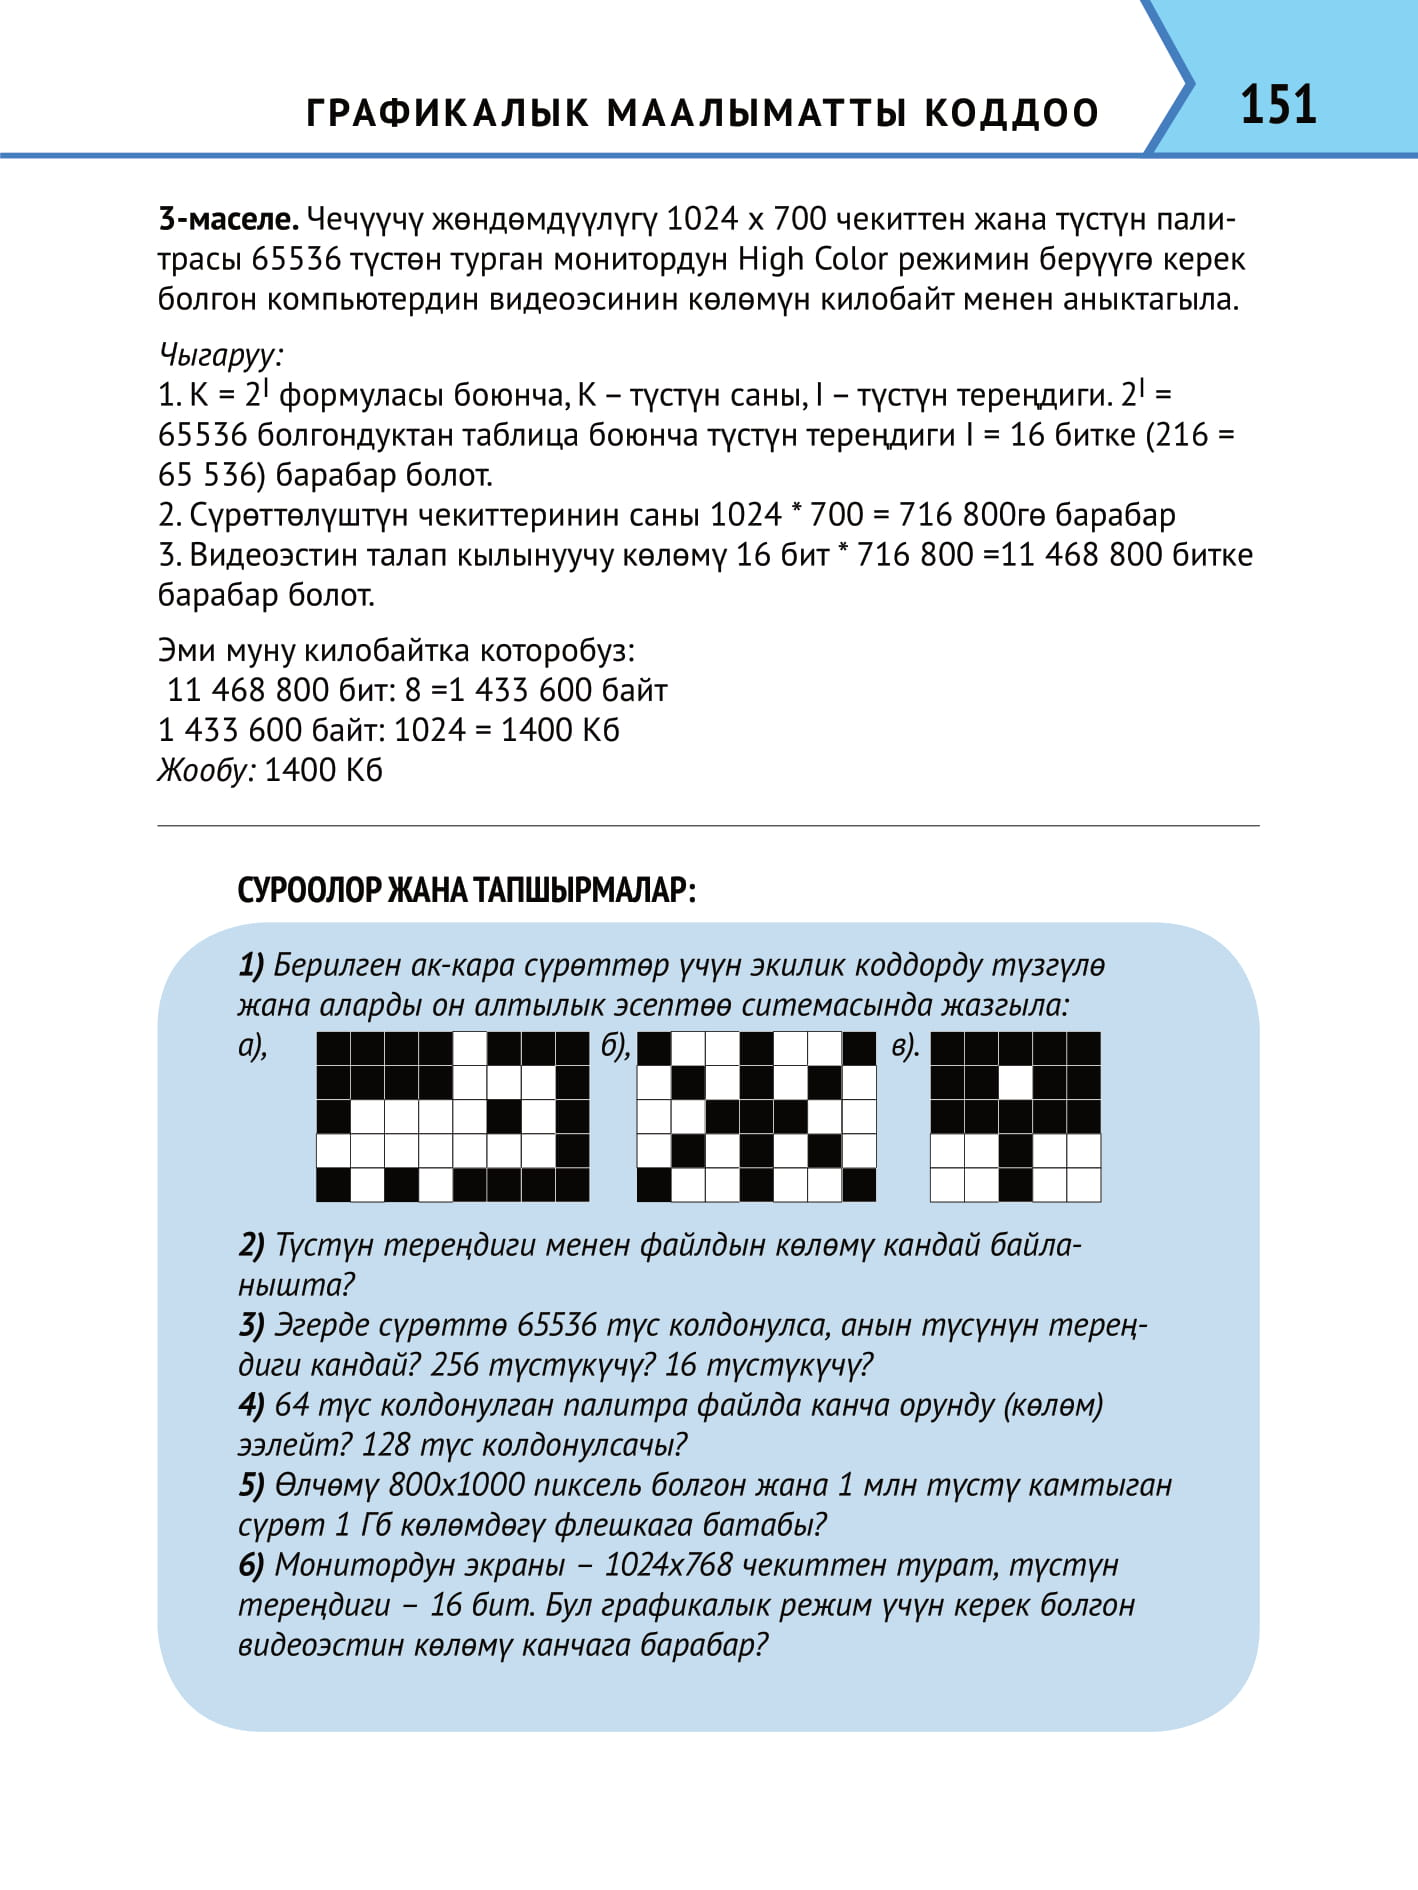 ГРАФИКАЛЫК МААЛЫМАТТЫ КОДДОО
151
3-маселе. Чечүүчү жөндөмдүүлүгү 1024 x 700 чекиттен жана түстүн пали-
трасы 65536 түстөн турган монитордун High Color режимин берүүгө керек
болгон компьютердин видеоэсинин көлөмүн килобайт менен аныктагыла.
Чыгаруу:
1. K = 2ᴵ формуласы боюнча, K – түстүн саны, I – түстүн тереңдиги. 2ᴵ =
65536 болгондуктан таблица боюнча түстүн тереңдиги I = 16 битке (216 =
65 536) барабар болот.
2. Сүрөттөлүштүн чекиттеринин саны 1024 * 700 = 716 800гө барабар
3. Видеоэстин талап кылынуучу көлөмү 16 бит * 716 800 =11 468 800 битке
барабар болот.
Эми муну килобайтка которобуз:
11 468 800 бит: 8 =1 433 600 байт
1 433 600 байт: 1024 = 1400 Кб
Жообу: 1400 Кб
СУРООЛОР ЖАНА ТАПШЫРМАЛАР:
1) Берилген ак-кара сүрөттөр үчүн экилик коддорду түзгүлө
жана аларды он алтылык эсептөө ситемасында жазгыла:
а), б), в).
2) Түстүн тереңдиги менен файлдын көлөмү кандай байла-
нышта?
3) Эгерде сүрөттө 65536 түс колдонулса, анын түсүнүн терең-
диги кандай? 256 түстүкүчү? 16 түстүкүчү?
4) 64 түс колдонулган палитра файлда канча орунду (көлөм)
ээлейт? 128 түс колдонулсачы?
5) Өлчөмү 800x1000 пиксель болгон жана 1 млн түстү камтыган
сүрөт 1 Гб көлөмдөгү флешкага батабы?
6) Монитордун экраны – 1024x768 чекиттен турат, түстүн
тереңдиги – 16 бит. Бул графикалык режим үчүн керек болгон
видеоэстин көлөмү канчага барабар?